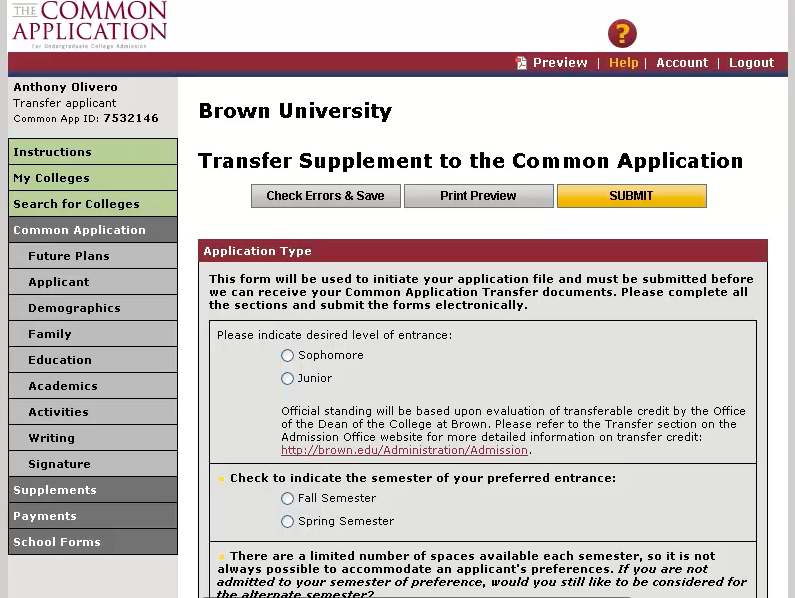 THE COMMON
APPLICATION
For Undergraduate College Admission
?
Preview | Help | Account | Logout
Anthony Olivero
Transfer applicant
Common App ID: 7532146
Instructions
My Colleges
Search for Colleges
Common Application
Future Plans
Applicant
Demographics
Family
Education
Academics
Activities
Writing
Signature
Supplements
Payments
School Forms
Brown University
Transfer Supplement to the Common Application
Check Errors & Save Print Preview SUBMIT
Application Type
This form will be used to initiate your application file and must be submitted before
we can receive your Common Application Transfer documents. Please complete all
the sections and submit the forms electronically.
Please indicate desired level of entrance:
Sophomore
Junior
Official standing will be based upon evaluation of transferable credit by the Office
of the Dean of the College at Brown. Please refer to the Transfer section on the
Admission Office website for more detailed information on transfer credit:
http://brown.edu/Administration/Admission.
Check to indicate the semester of your preferred entrance:
Fall Semester
Spring Semester
There are a limited number of spaces available each semester, so it is not
always possible to accommodate an applicant's preferences. If you are not
admitted to your semester of preference, would you still like to be considered for
the alternate semester?